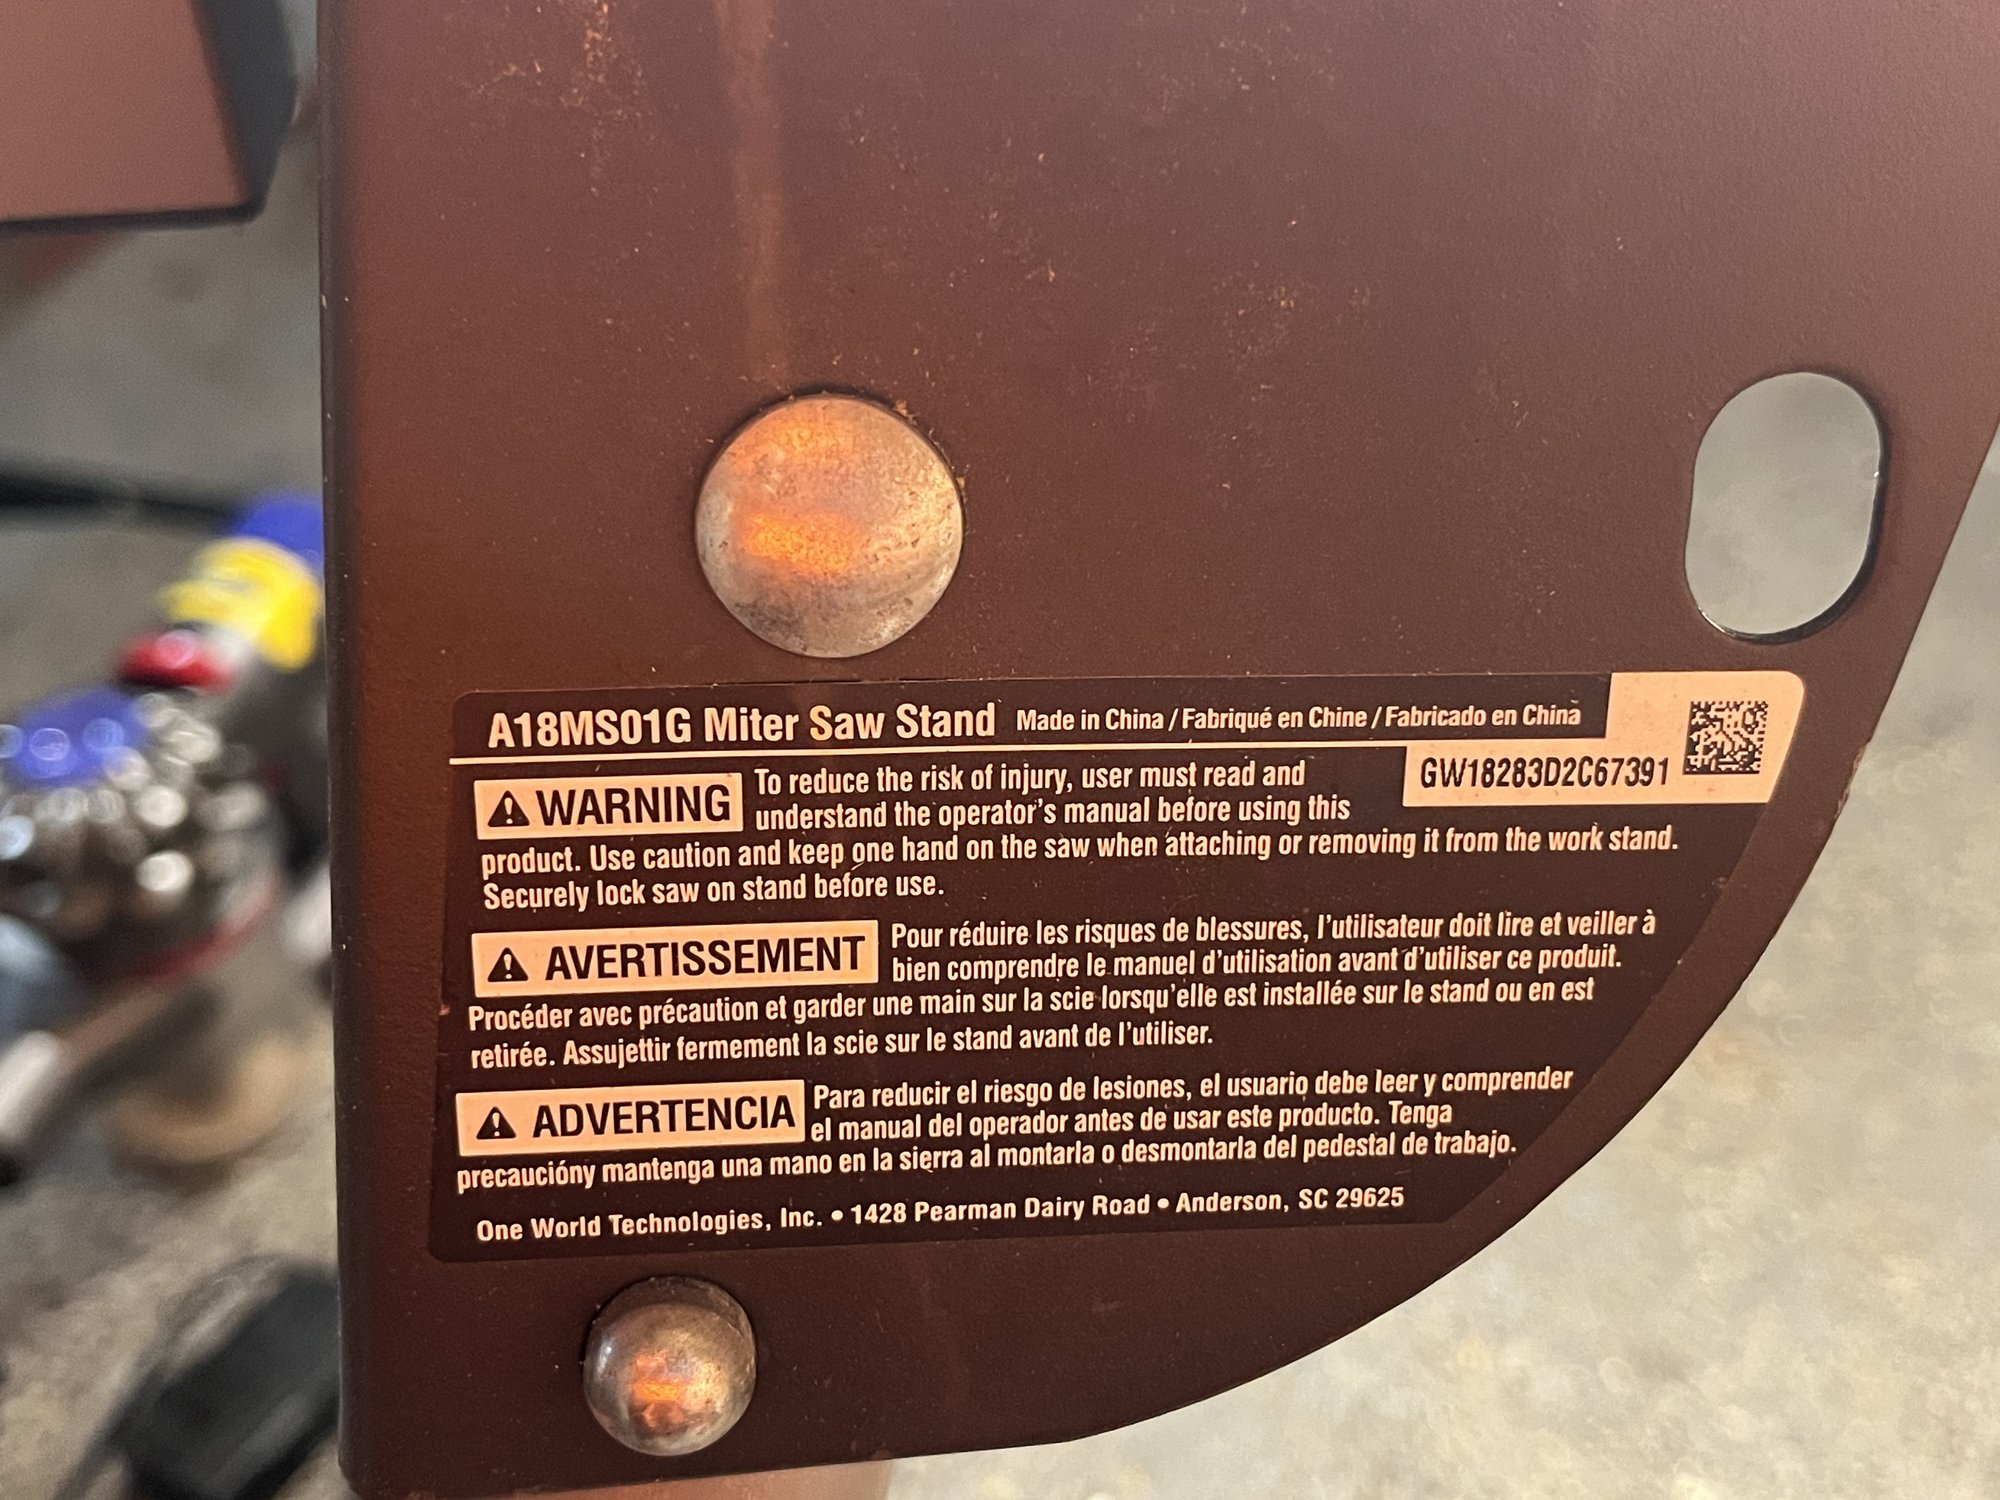 A18MS01G Miter Saw Stand Made in China / Fabriqué en Chine / Fabricado en China
GW18283D2C67391
WARNING To reduce the risk of injury, user must read and
understand the operator's manual before using this
product. Use caution and keep one hand on the saw when attaching or removing it from the work stand.
Securely lock saw on stand before use.
AVERTISSEMENT Pour réduire les risques de blessures, l'utilisateur doit lire et veiller à
bien comprendre le manuel d'utilisation avant d'utiliser ce produit.
Procéder avec précaution et garder une main sur la scie lorsqu'elle est installée sur le stand ou en est
retirée. Assujettir fermement la scie sur le stand avant de l'utiliser.
ADVERTENCIA Para reducir el riesgo de lesiones, el usuario debe leer y comprender
el manual del operador antes de usar este producto. Tenga
precaucióny mantenga una mano en la sierra al montarla o desmontarla del pedestal de trabajo.
One World Technologies, Inc. • 1428 Pearman Dairy Road • Anderson, SC 29625